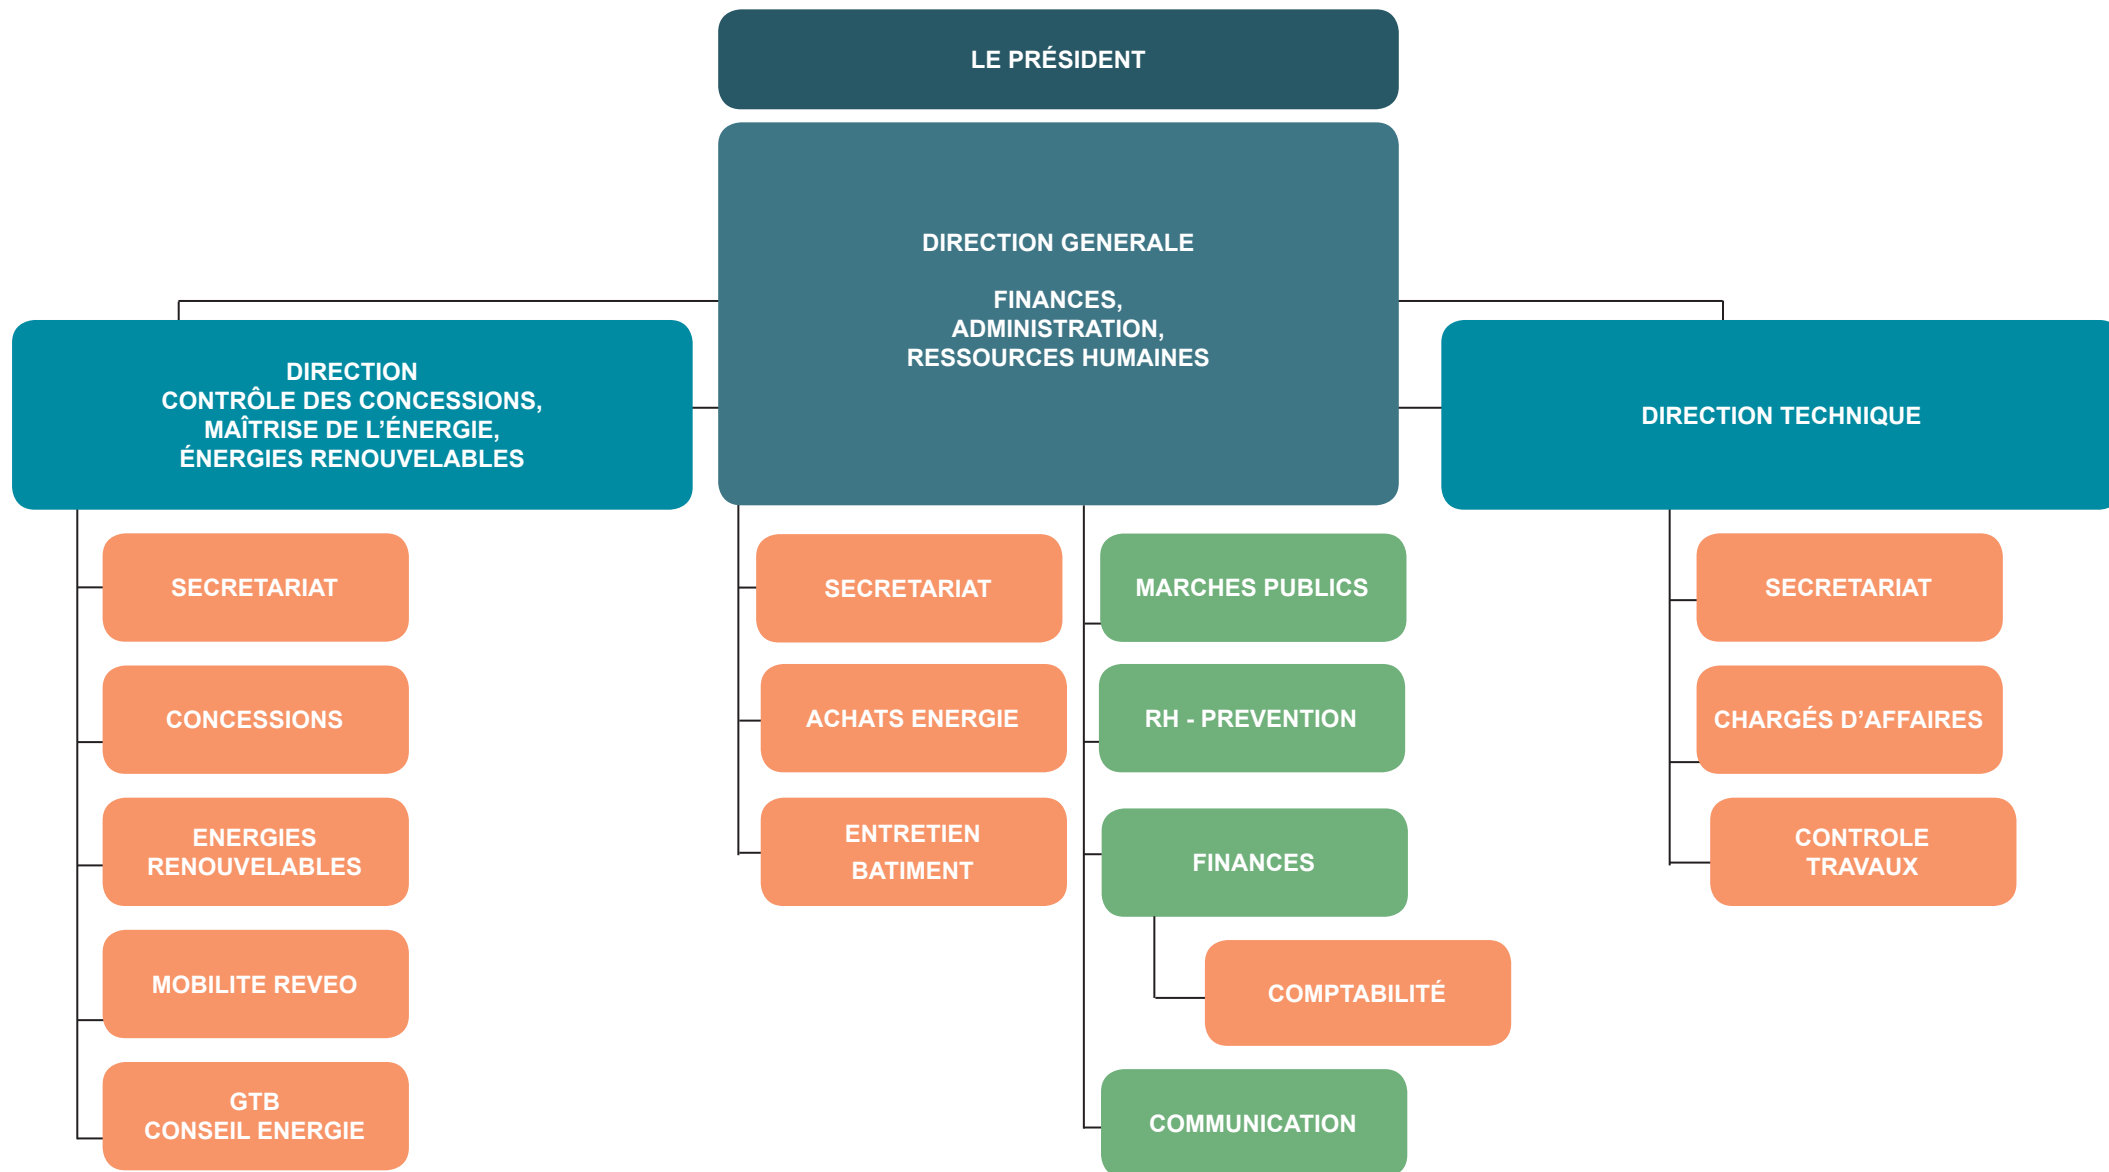 LE PRÉSIDENT
DIRECTION GENERALE
FINANCES,
ADMINISTRATION,
RESSOURCES HUMAINES
DIRECTION
CONTRÔLE DES CONCESSIONS,
MAÎTRISE DE L’ÉNERGIE,
ÉNERGIES RENOUVELABLES
DIRECTION TECHNIQUE
SECRETARIAT
CONCESSIONS
ENERGIES
RENOUVELABLES
MOBILITE REVEO
GTB
CONSEIL ENERGIE
SECRETARIAT
ACHATS ENERGIE
ENTRETIEN
BATIMENT
MARCHES PUBLICS
RH - PREVENTION
FINANCES
COMPTABILITÉ
COMMUNICATION
SECRETARIAT
CHARGÉS D’AFFAIRES
CONTROLE
TRAVAUX